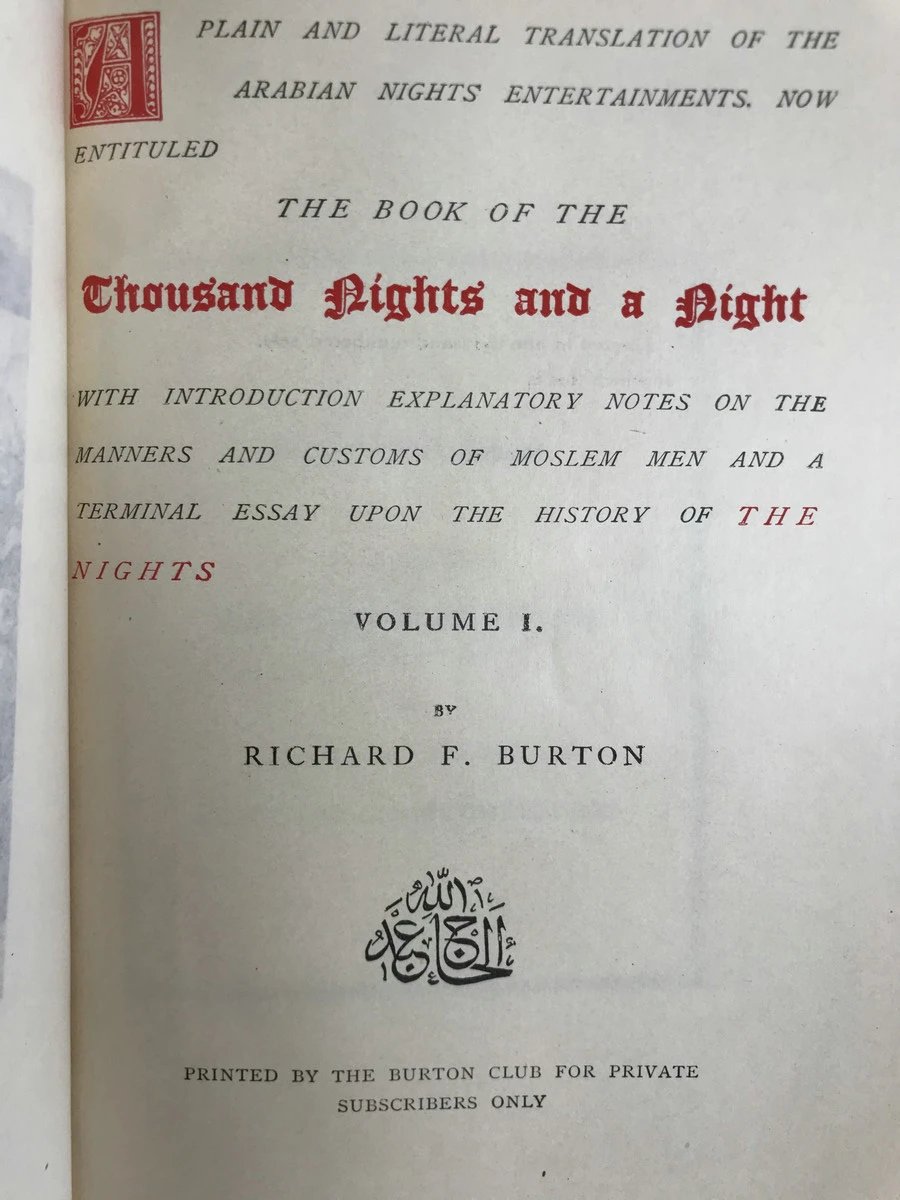 A PLAIN AND LITERAL TRANSLATION OF THE
ARABIAN NIGHTS' ENTERTAINMENTS, NOW
ENTITULED
THE BOOK OF THE
Thousand Nights and a Night
WITH INTRODUCTION EXPLANATORY NOTES ON THE
MANNERS AND CUSTOMS OF MOSLEM MEN AND A
TERMINAL ESSAY UPON THE HISTORY OF THE
NIGHTS
VOLUME I.
BY
RICHARD F. BURTON
الحاج عبد الله
PRINTED BY THE BURTON CLUB FOR PRIVATE
SUBSCRIBERS ONLY